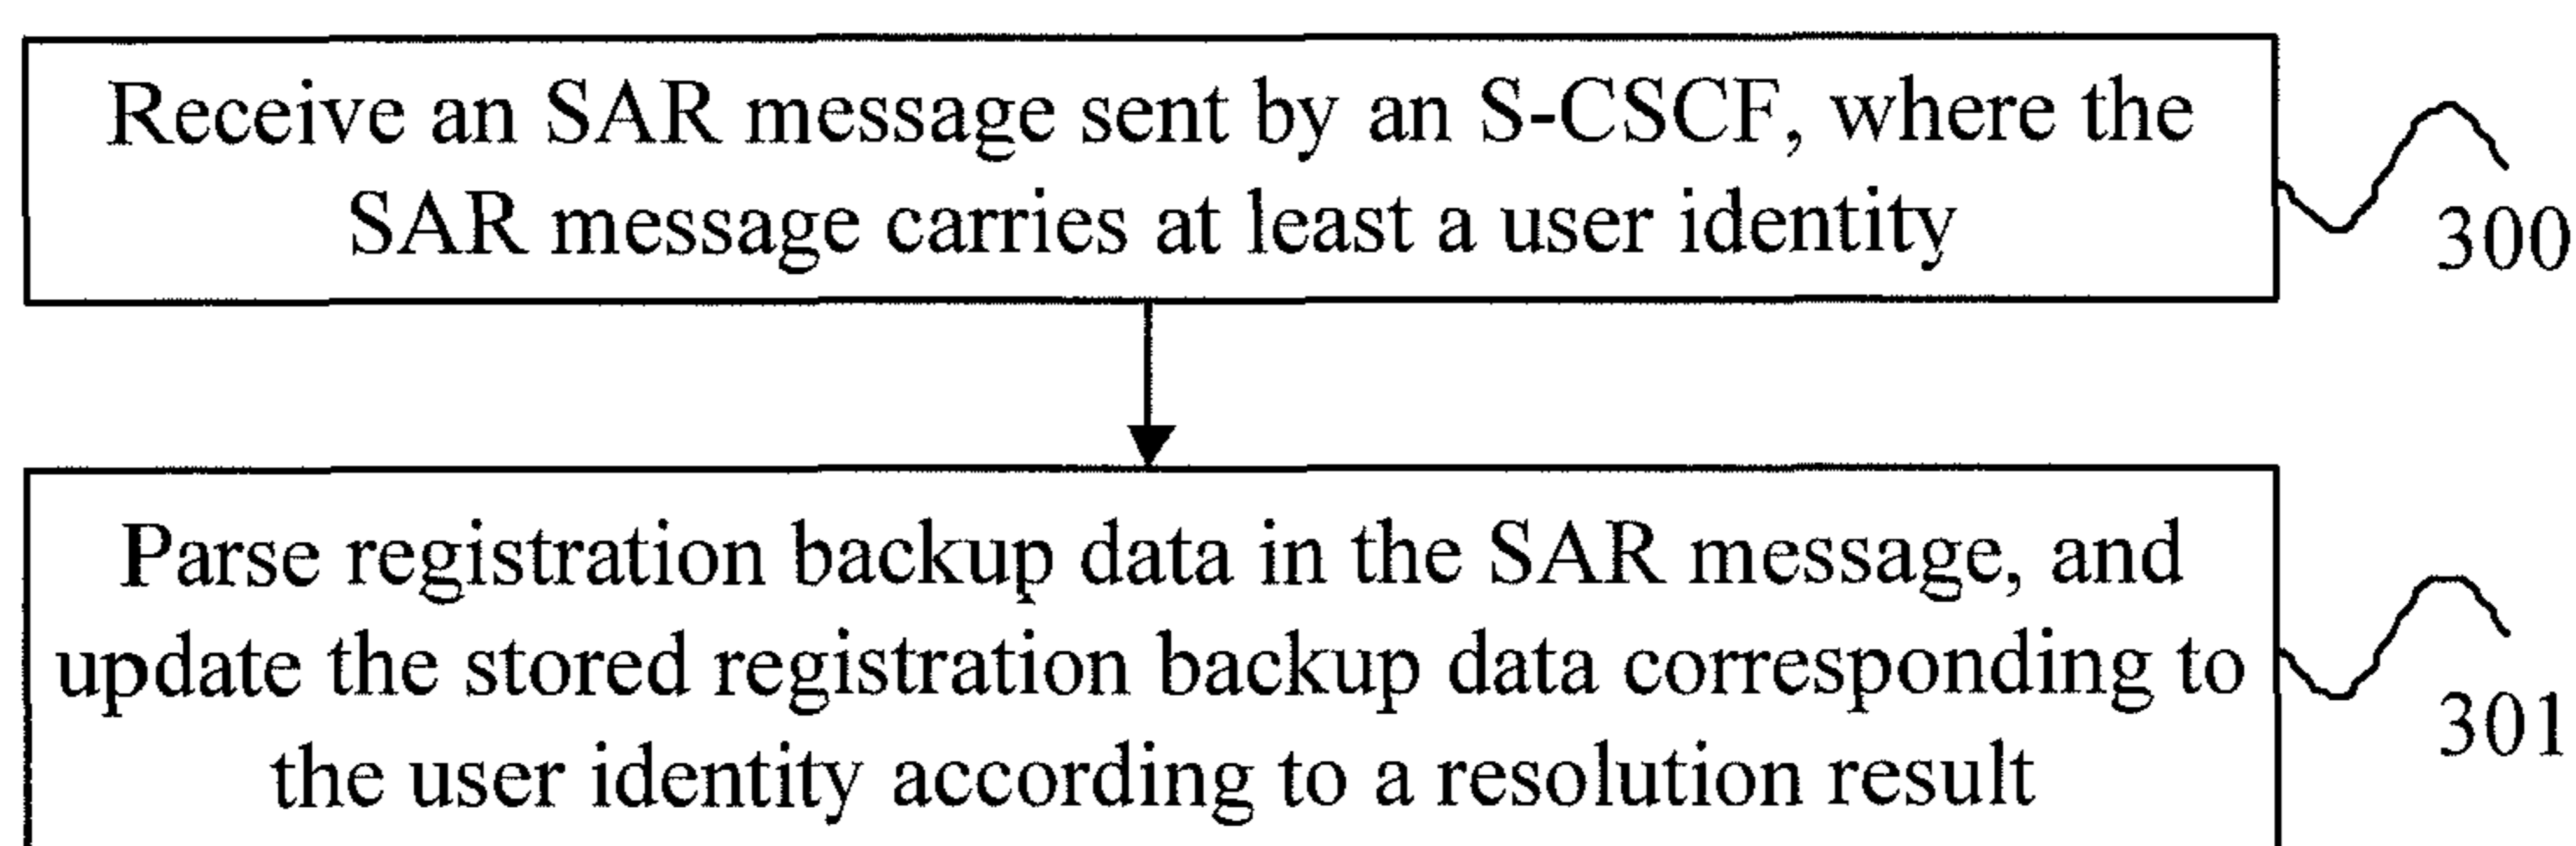 Receive an SAR message sent by an S-CSCF, where the
SAR message carries at least a user identity
300
Parse registration backup data in the SAR message, and
update the stored registration backup data corresponding to
the user identity according to a resolution result
301